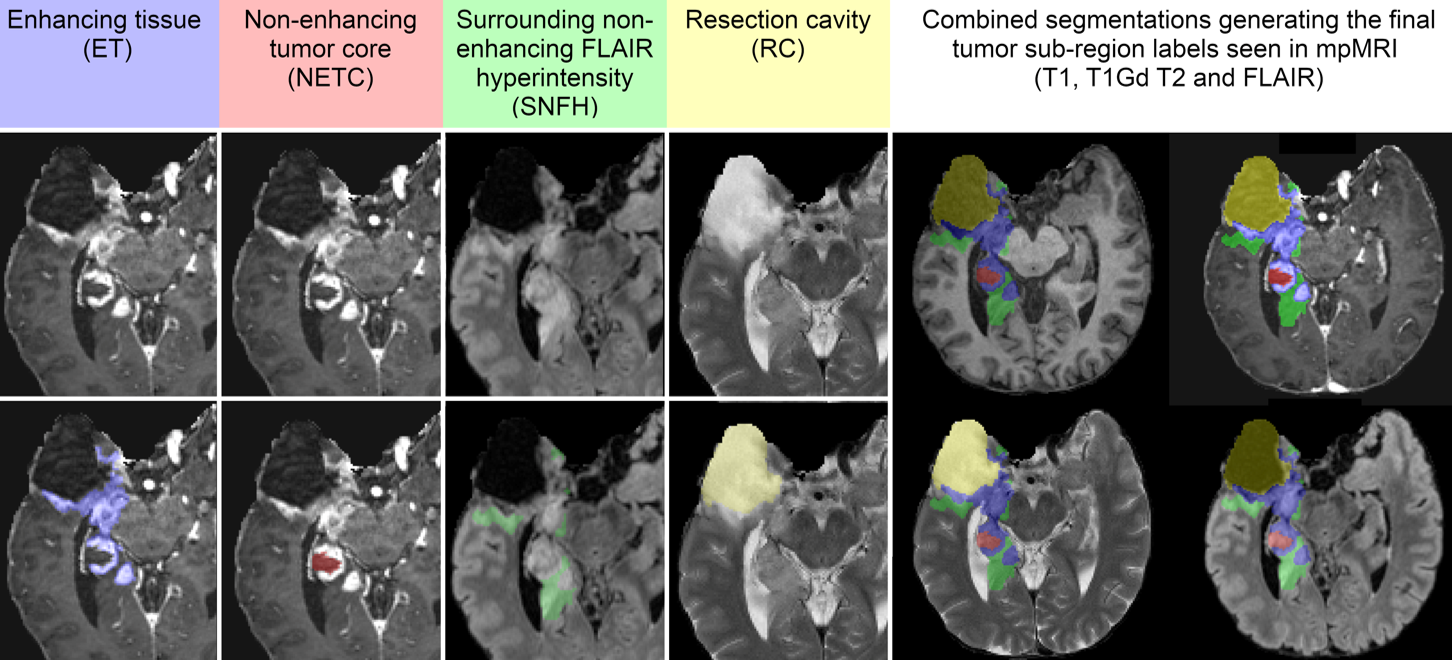 Enhancing tissue
(ET)
Non-enhancing
tumor core
(NETC)
Surrounding non-
enhancing FLAIR
hyperintensity
(SNFH)
Resection cavity
(RC)
Combined segmentations generating the final
tumor sub-region labels seen in mpMRI
(T1, T1Gd T2 and FLAIR)